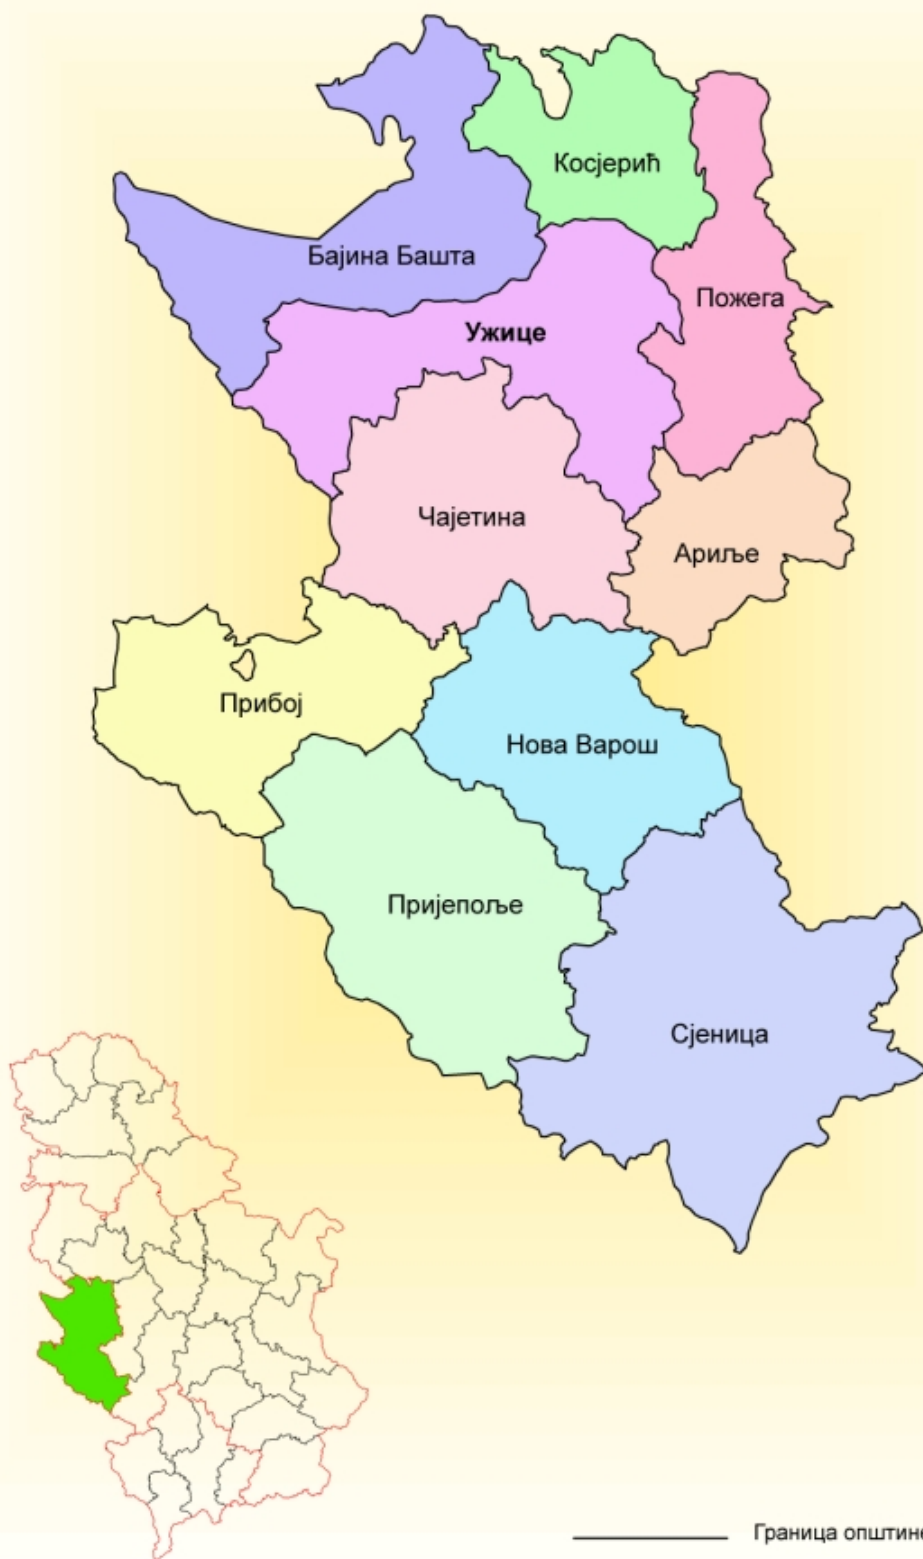 Косјерић
Бајина Башта
Пожега
Ужице
Чајетина
Ариље
Прибој
Нова Варош
Пријепоље
Сјеница
Граница општине